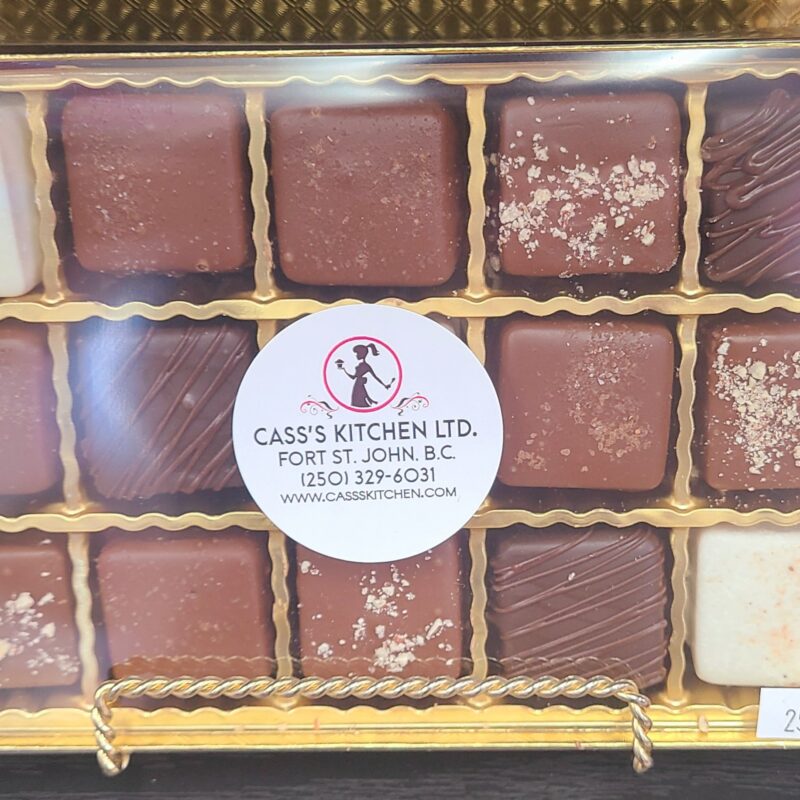 CASS'S KITCHEN LTD.
FORT ST. JOHN, B.C.
(250) 329-6031
WWW.CASSSKITCHEN.COM